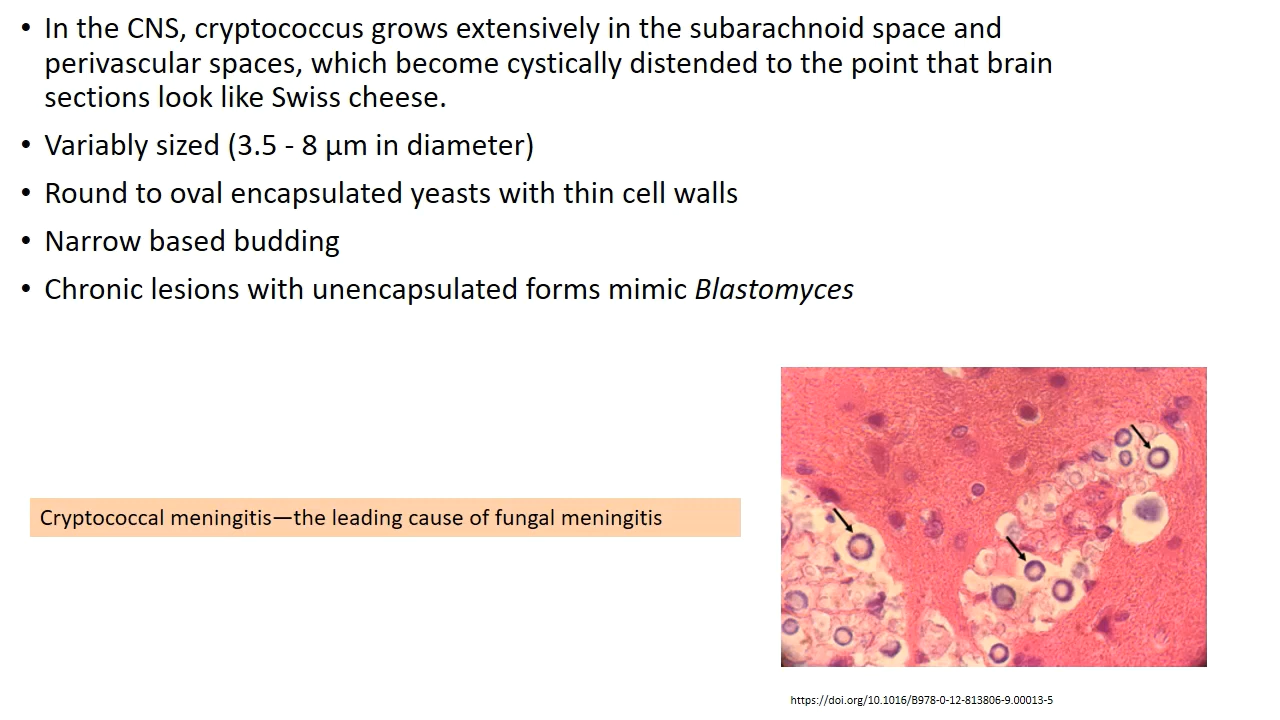 • In the CNS, cryptococcus grows extensively in the subarachnoid space and
perivascular spaces, which become cystically distended to the point that brain
sections look like Swiss cheese.
• Variably sized (3.5 - 8 µm in diameter)
• Round to oval encapsulated yeasts with thin cell walls
• Narrow based budding
• Chronic lesions with unencapsulated forms mimic Blastomyces
Cryptococcal meningitis—the leading cause of fungal meningitis
https://doi.org/10.1016/B978-0-12-813806-9.00013-5